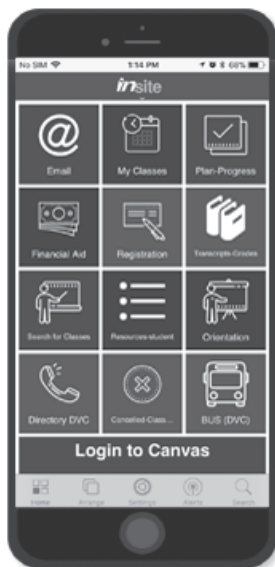 No SIM 1:14 PM 68%
insite
Email My Classes Plan-Progress
Financial Aid Registration Transcripts-Grades
Search for Classes Resources-student Orientation
Directory DVC Cancelled-Class... BUS (DVC)
Login to Canvas
Home Arrange Settings Alerts Search